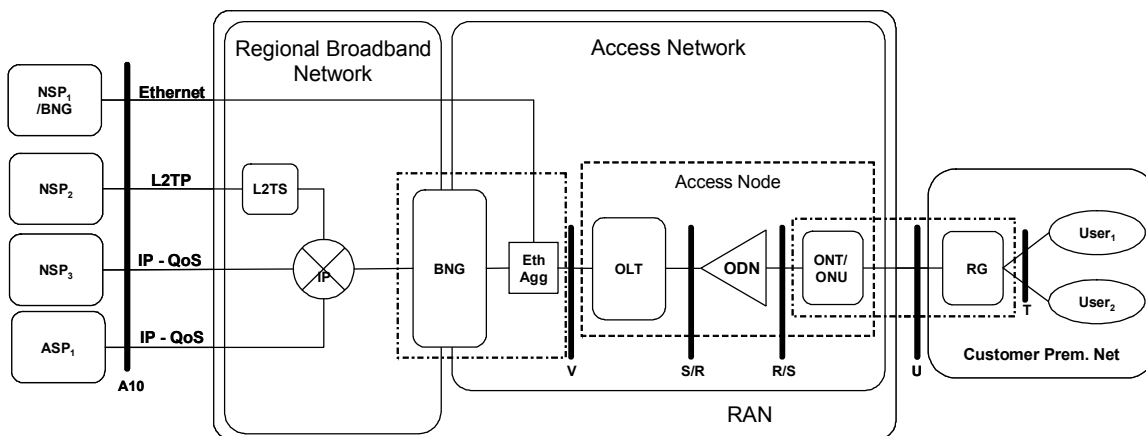 Regional Broadband
Network
Access Network
NSP1
/BNG
Ethernet
NSP2
L2TP
L2TS
Access Node
NSP3
IP - QoS
IP
BNG
Eth
Agg
OLT
ODN
ONT/
ONU
RG
User1
User2
T
ASP1
IP - QoS
A10
V
S/R
R/S
U
Customer Prem. Net
RAN